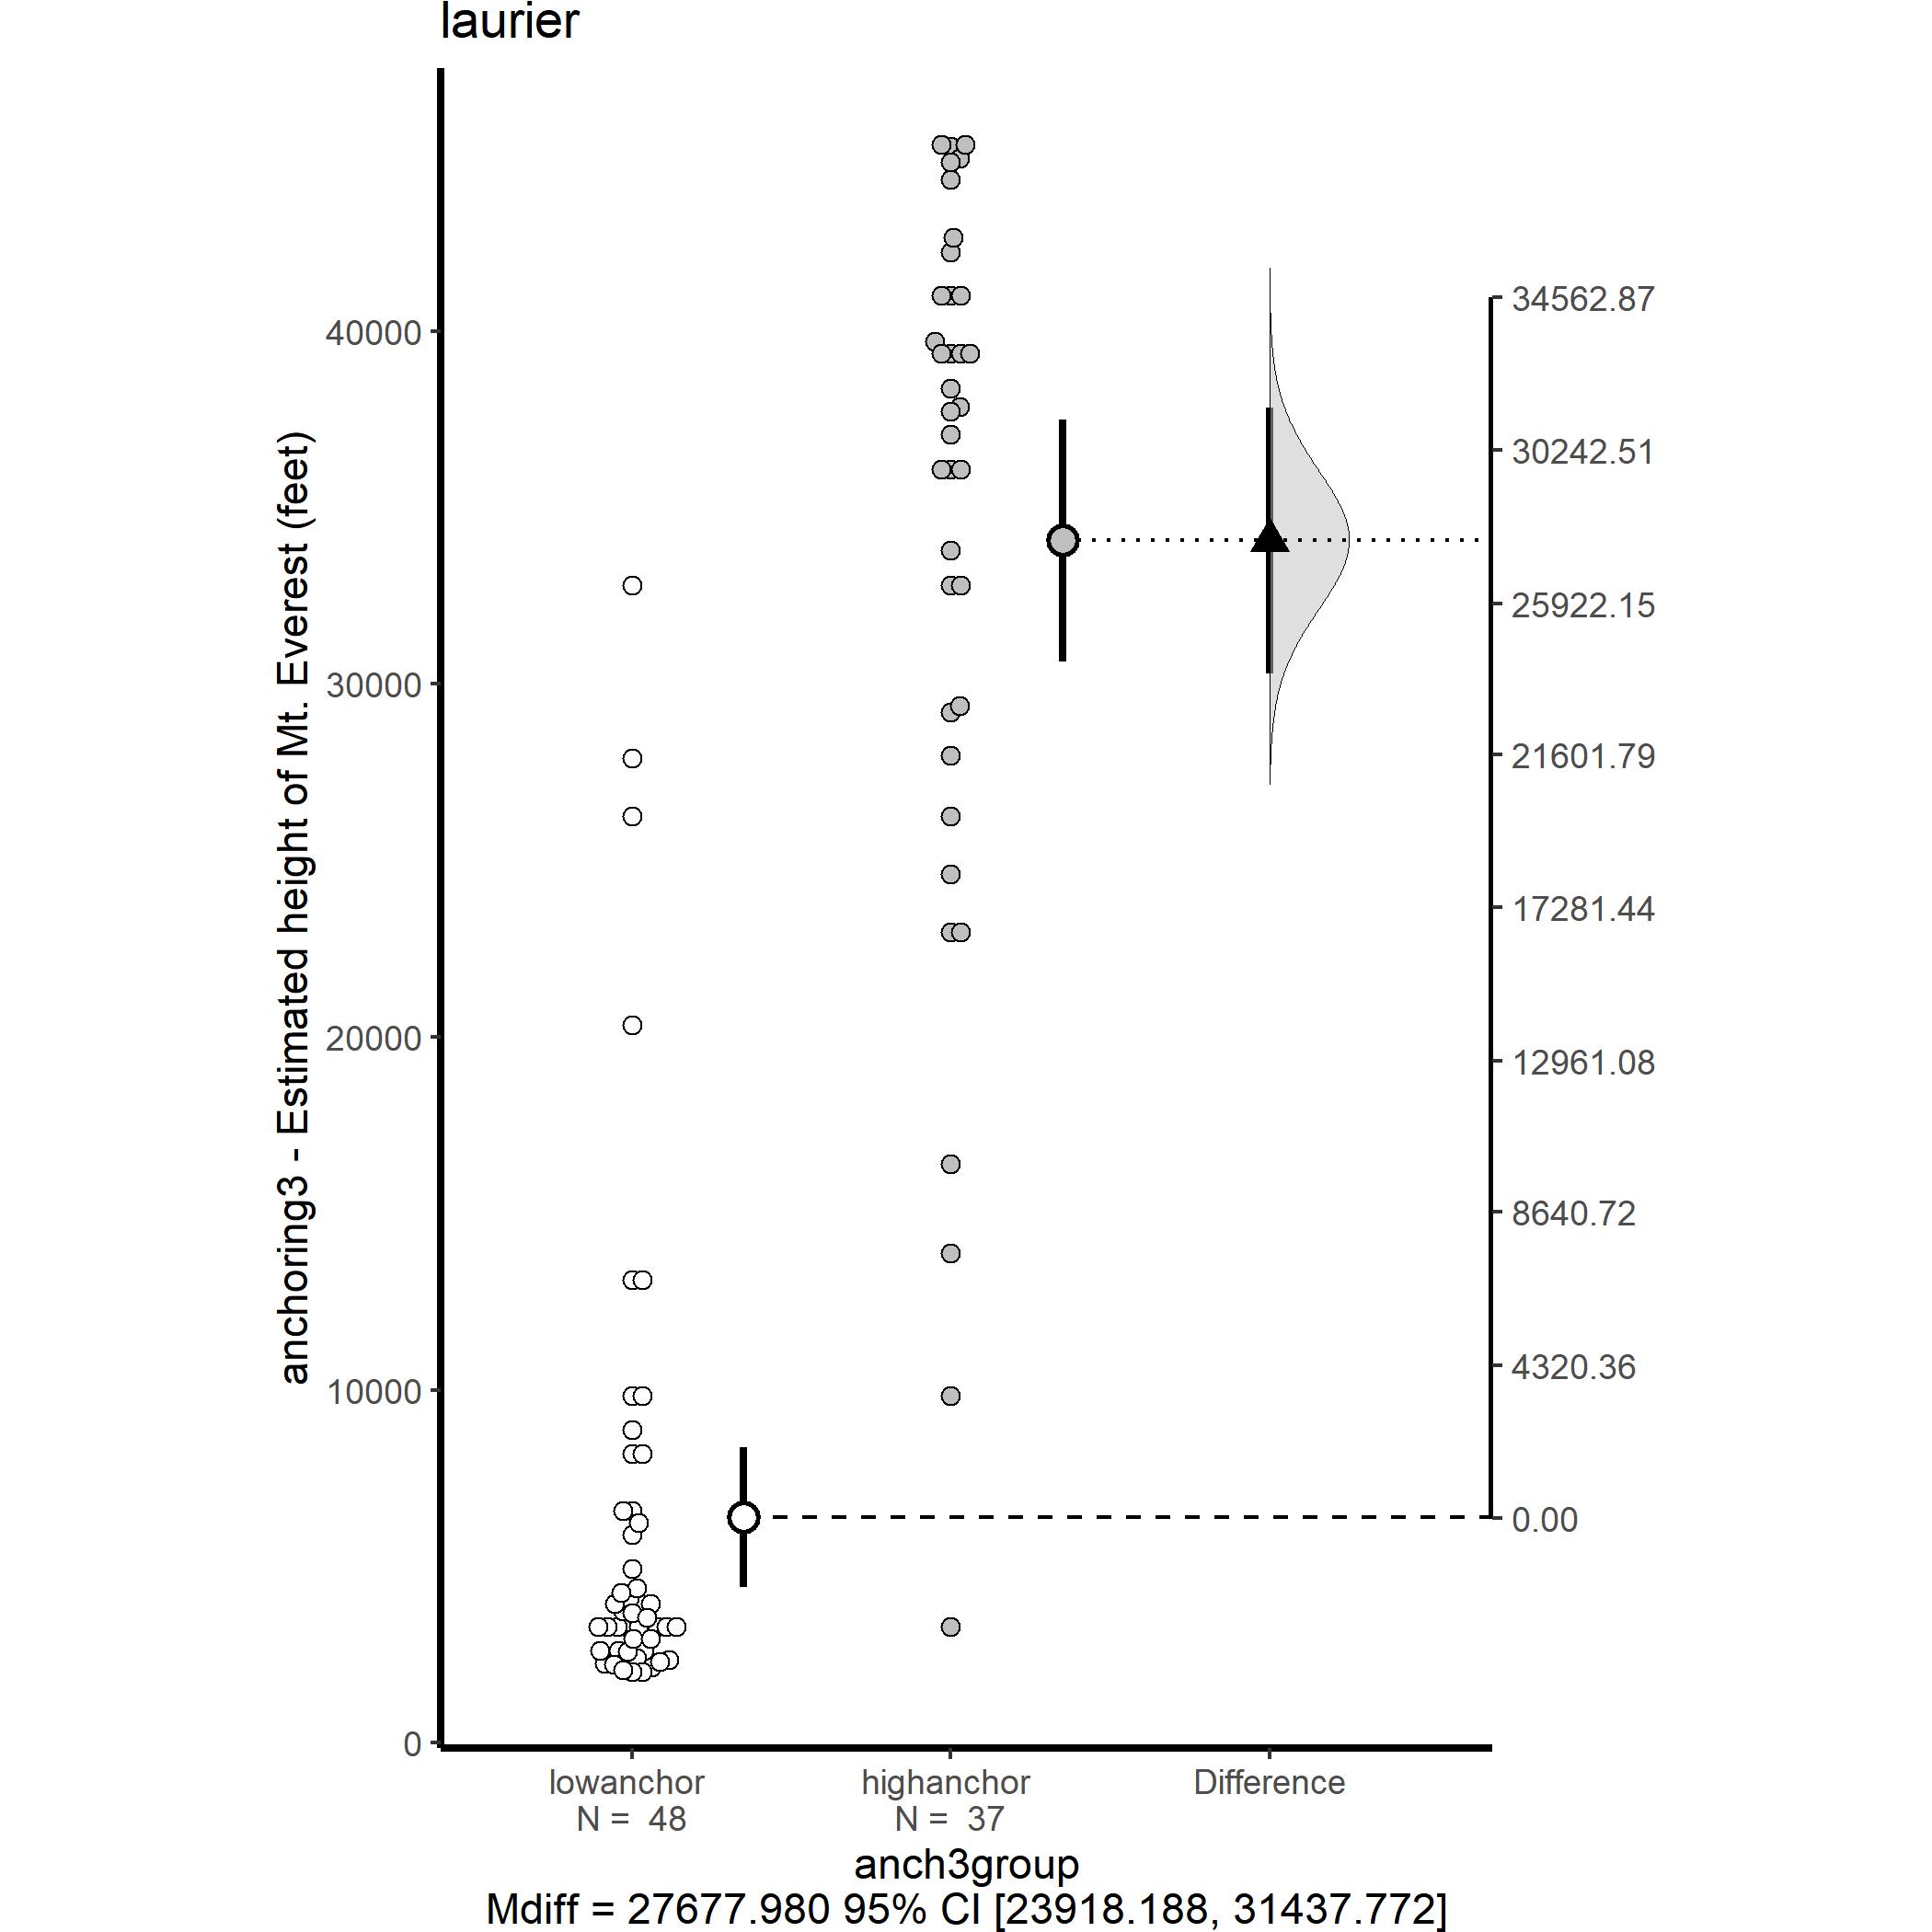 laurier
anchoring3 - Estimated height of Mt. Everest (feet)
40000
30000
20000
10000
0
34562.87
30242.51
25922.15
21601.79
17281.44
12961.08
8640.72
4320.36
0.00
lowanchor
N =  48
highanchor
N =  37
Difference
anch3group
Mdiff = 27677.980 95% CI [23918.188, 31437.772]